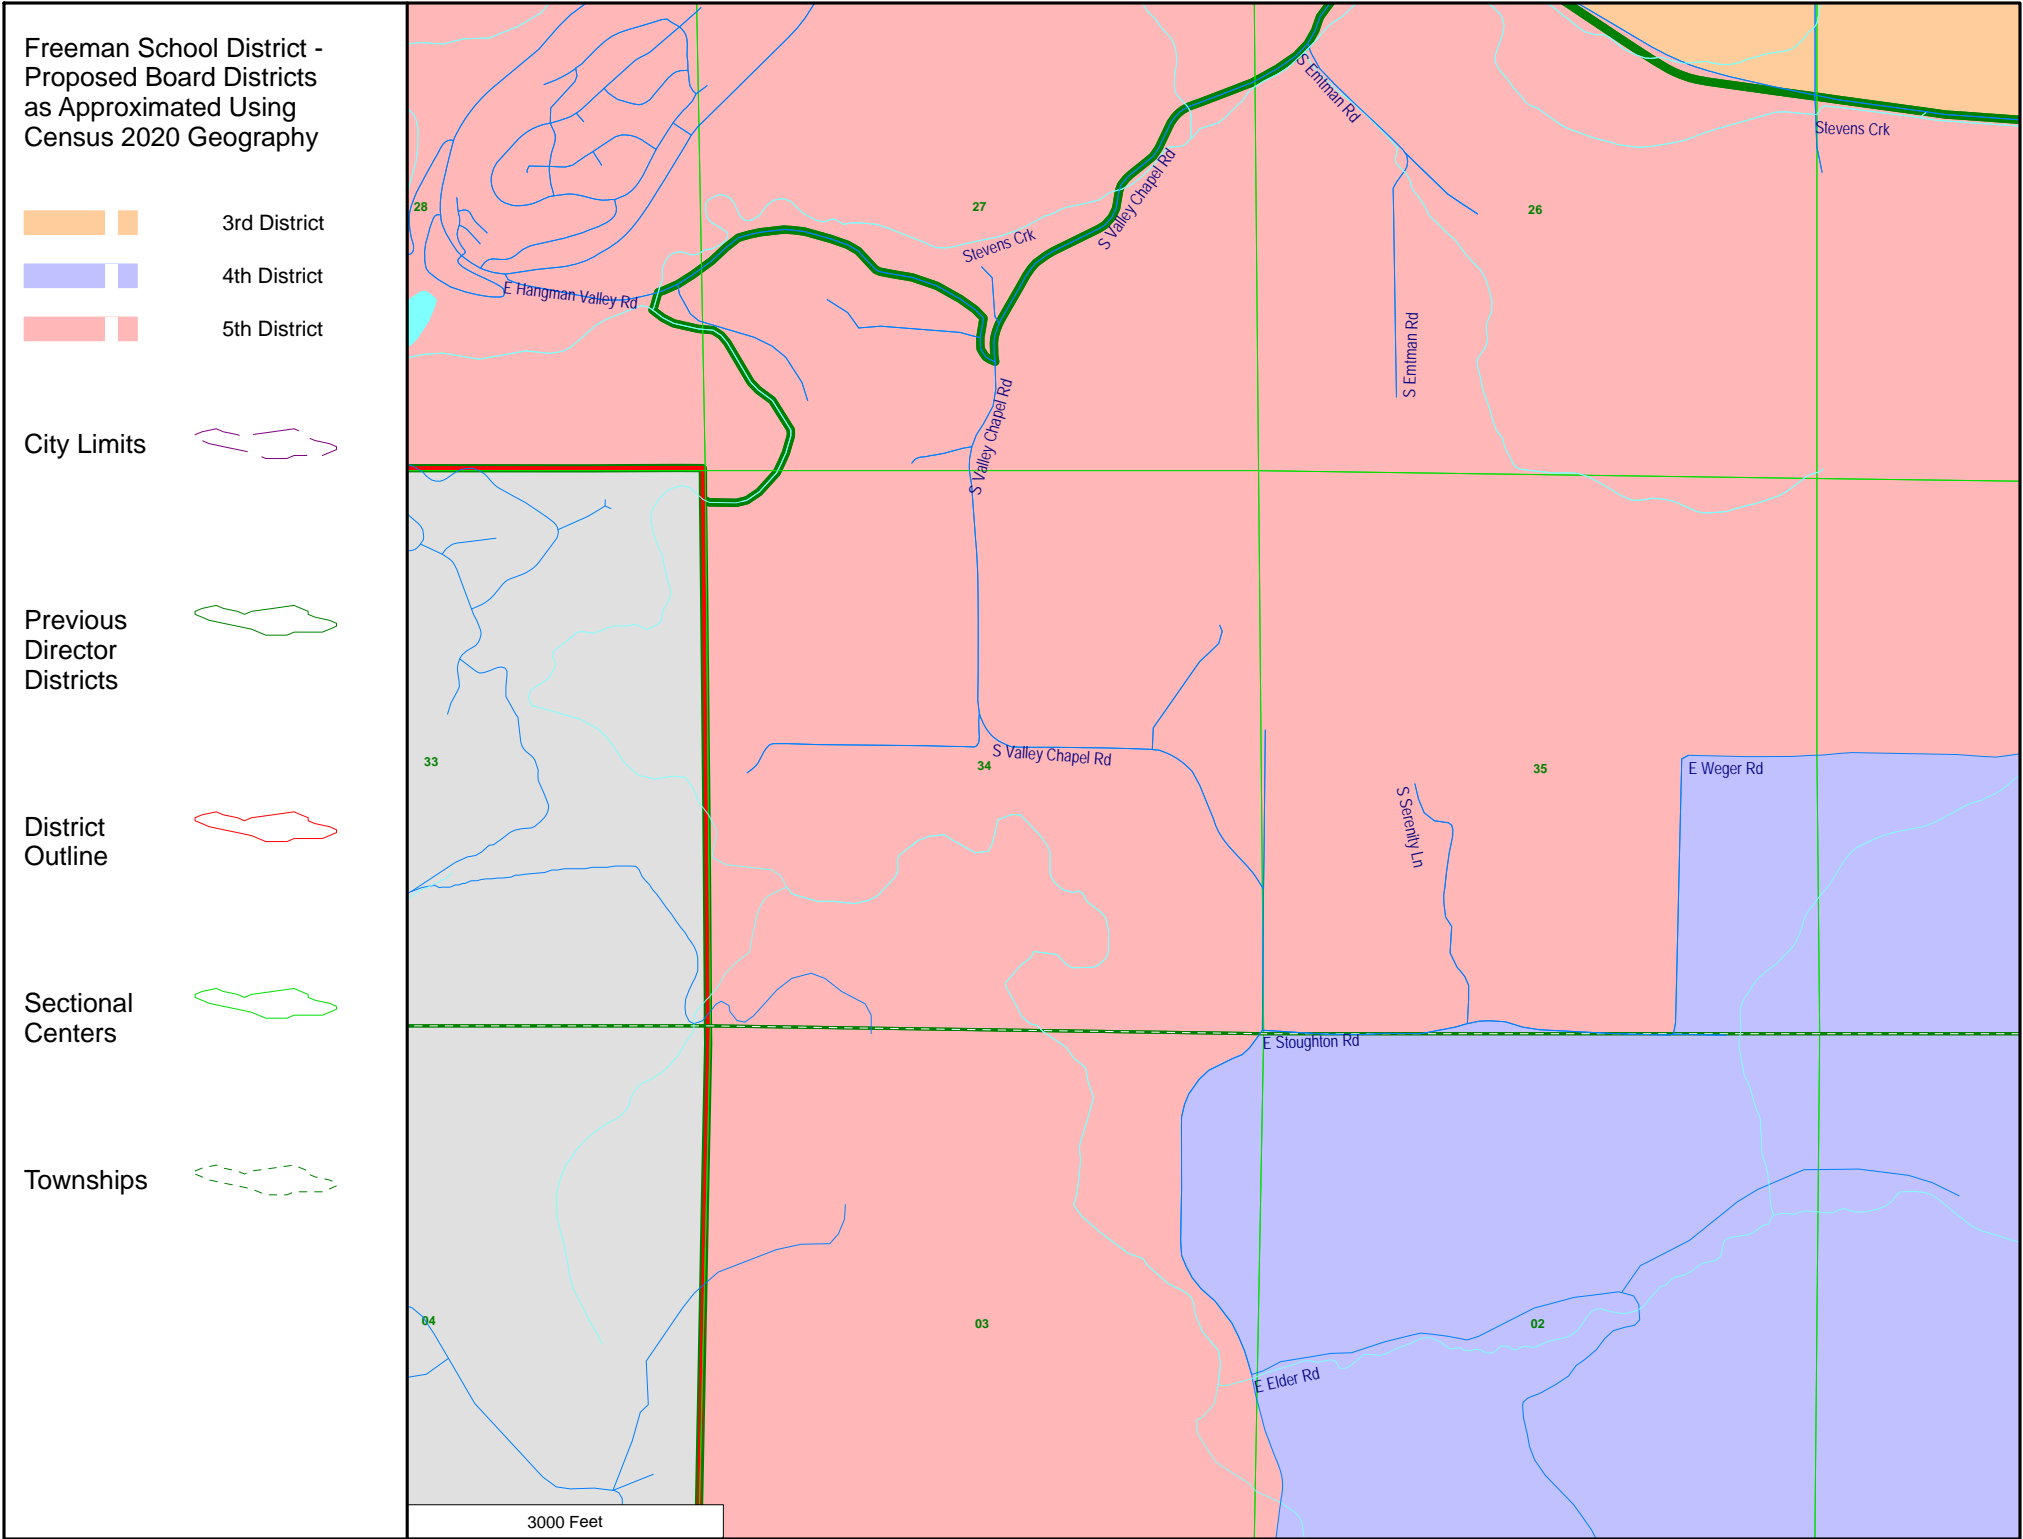 Freeman School District -
Proposed Board Districts
as Approximated Using
Census 2020 Geography
3rd District
4th District
5th District
City Limits
Previous
Director
Districts
District
Outline
Sectional
Centers
Townships
S Emtman Rd
Stevens Crk
S Valley Chapel Rd
28
27
26
Stevens Crk
E Hangman Valley Rd
S Emtman Rd
S Valley Chapel Rd
33
S Valley Chapel Rd
34
35
E Weger Rd
S Serenity Ln
E Stoughton Rd
04
03
02
E Elder Rd
3000 Feet